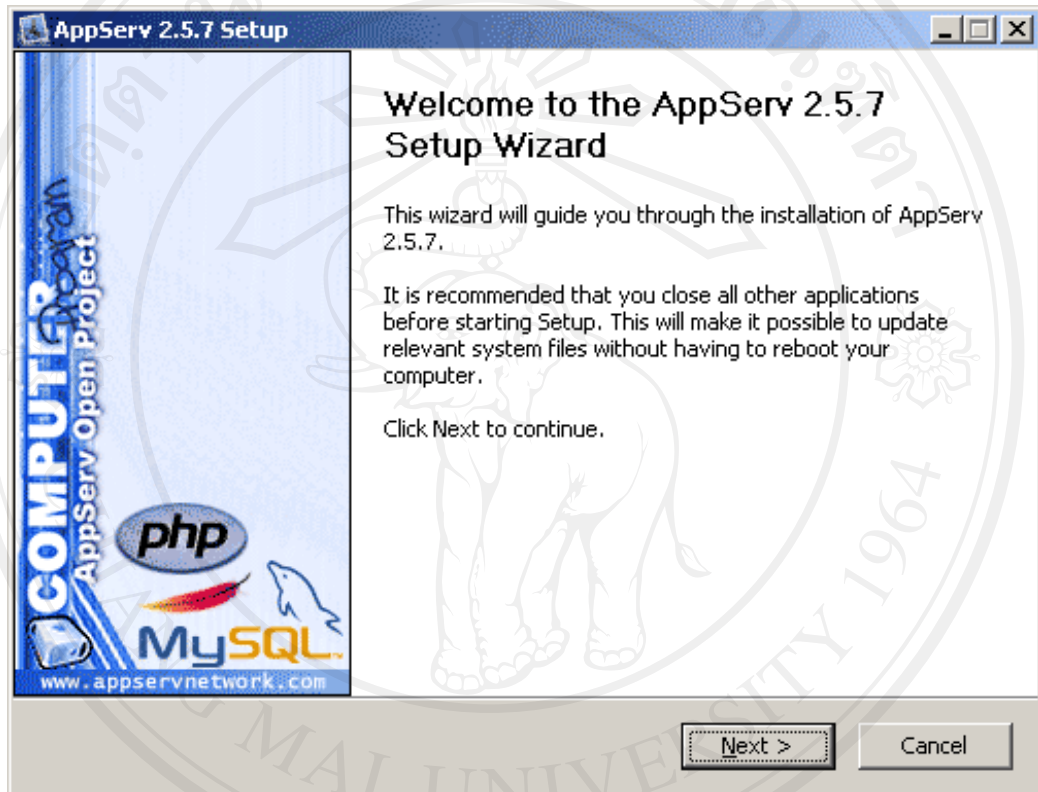 AppServ 2.5.7 Setup
Welcome to the AppServ 2.5.7
Setup Wizard
This wizard will guide you through the installation of AppServ
2.5.7.
It is recommended that you close all other applications
before starting Setup. This will make it possible to update
relevant system files without having to reboot your
computer.
Click Next to continue.
COMPUTER
AppServ Open Project
php
MySQL
www.appservnetwork.com
Next >
Cancel
MAI UNIVERSITY 1964